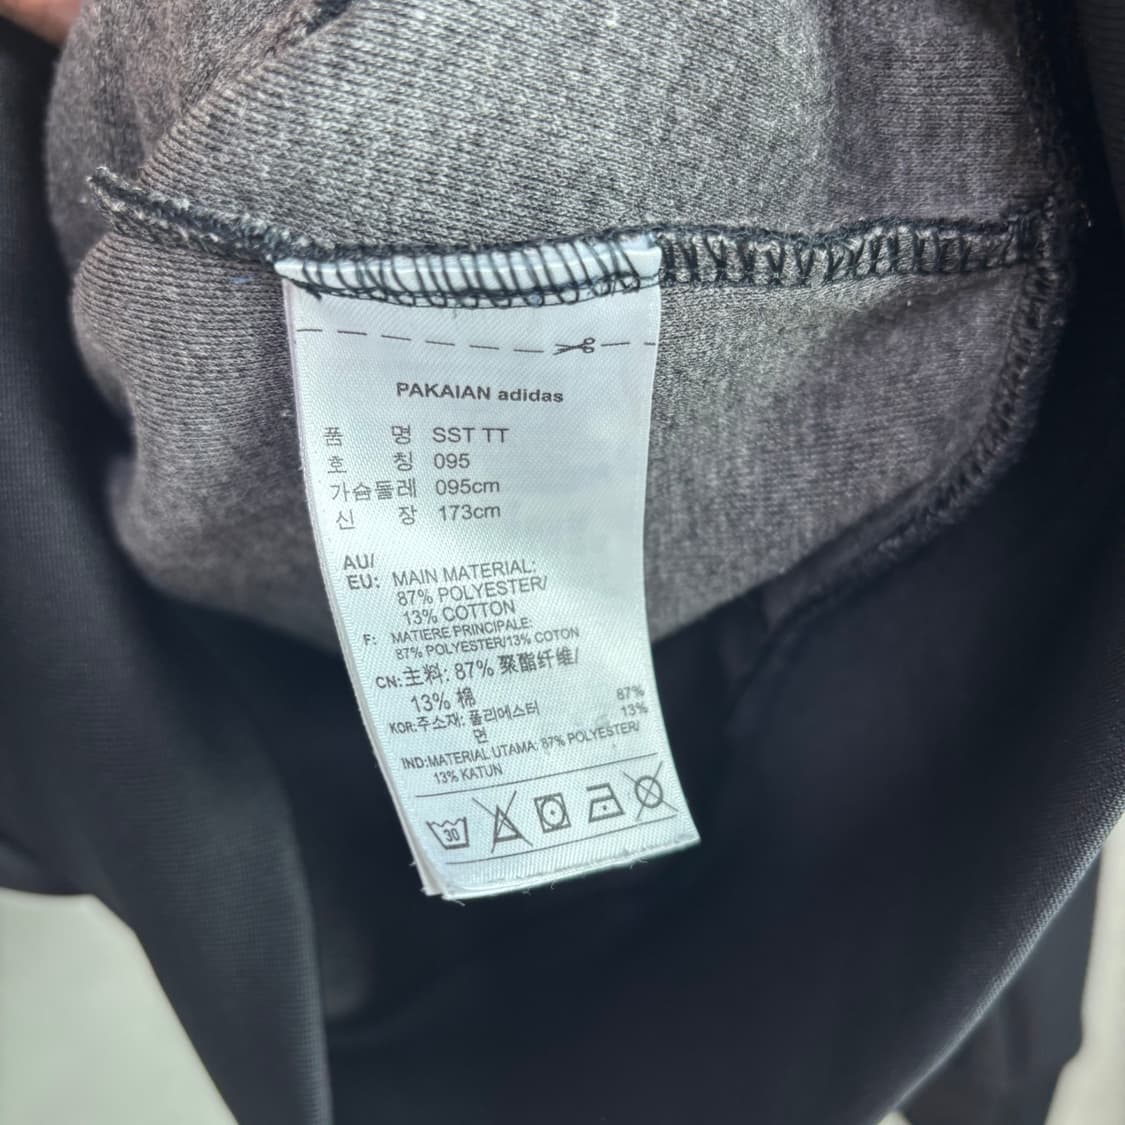 PAKAIAN adidas
품 명 SST TT
호 칭 095
가슴둘레 095cm
신 장 173cm
AU/
EU: MAIN MATERIAL:
87% POLYESTER/
13% COTTON
F: MATIERE PRINCIPALE:
87% POLYESTER/13% COTON
CN:主料: 87% 聚酯纤维/
13% 棉
KOR:주소재: 폴리에스터 87%
면 13%
IND:MATERIAL UTAMA: 87% POLYESTER/
13% KATUN
30